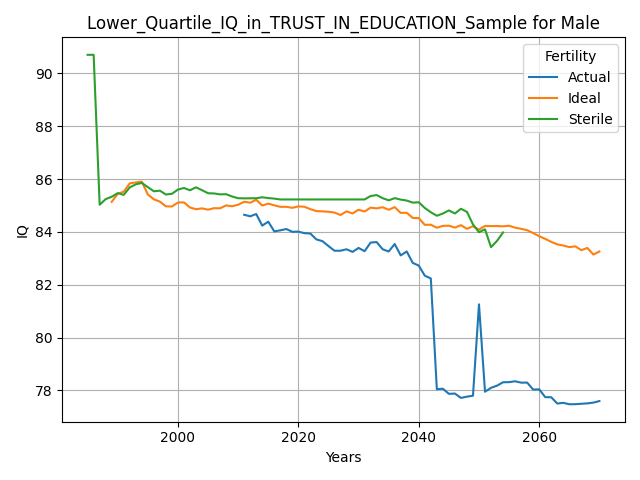 Lower_Quartile_IQ_in_TRUST_IN_EDUCATION_Sample for Male
Fertility
Actual
Ideal
Sterile
IQ
90
88
86
84
82
80
78
2000 2020 2040 2060
Years